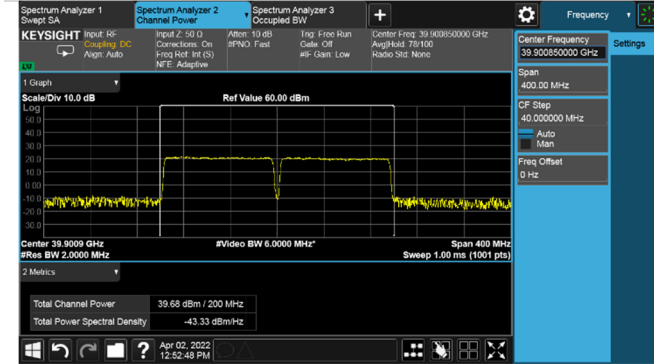 Spectrum Analyzer 1
Swept SA
Spectrum Analyzer 2
Channel Power
Spectrum Analyzer 3
Occupied BW
Frequency
KEYSIGHT
Input: RF
Coupling: DC
Align: Auto
Input Z: 50 Ω
Corrections: On
Freq Ref: Int (S)
NFE: Adaptive
Atten: 10 dB
#PNO: Fast
Trig: Free Run
Gate: Off
#IF Gain: Low
Center Freq: 39.900850000 GHz
Avg|Hold: 78/100
Radio Std: None
Center Frequency
39.900850000 GHz
Settings
Span
400.00 MHz
CF Step
40.000000 MHz
Auto
Man
Freq Offset
0 Hz
1 Graph
Scale/Div 10.0 dB
Ref Value 60.00 dBm
Log
50.0
40.0
30.0
20.0
10.0
0.00
-10.0
-20.0
-30.0
Center 39.9009 GHz
#Video BW 6.0000 MHz*
Span 400 MHz
#Res BW 2.0000 MHz
Sweep 1.00 ms (1001 pts)
2 Metrics
Total Channel Power
39.68 dBm / 200 MHz
Total Power Spectral Density
-43.33 dBm/Hz
Apr 02, 2022
12:52:48 PM